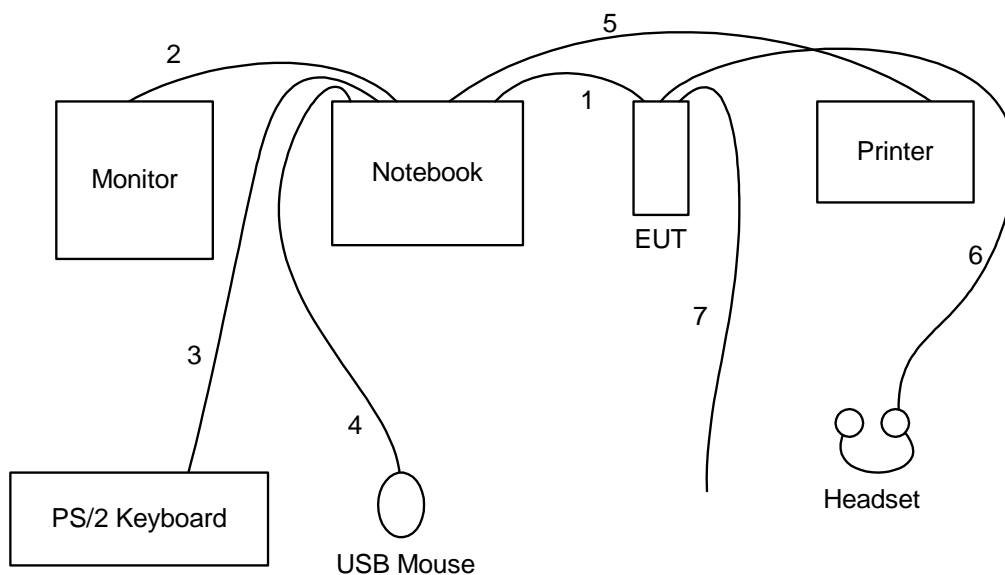 2
5
1
Monitor
Notebook
Printer
EUT
6
7
3
4
PS/2 Keyboard
USB Mouse
Headset